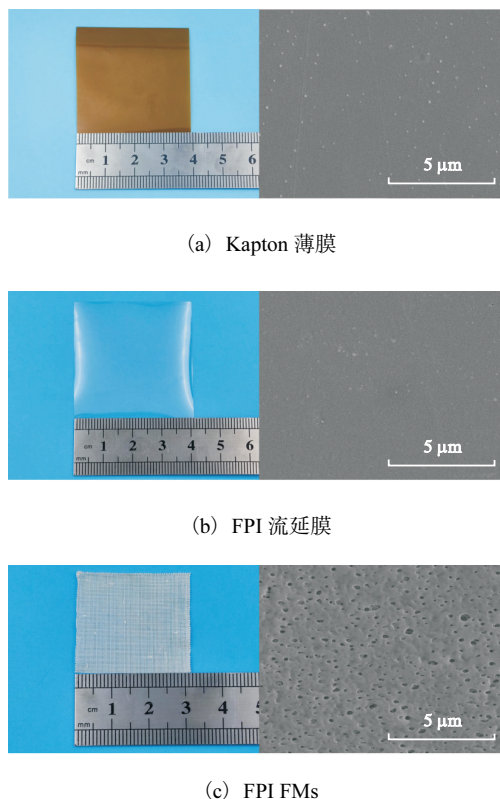 cm 1 2 3 4 5 6
mm
5 μm
(a) Kapton 薄膜
cm 1 2 3 4 5 6
mm
5 μm
(b) FPI 流延膜
cm 1 2 3 4
mm
5 μm
(c) FPI FMs